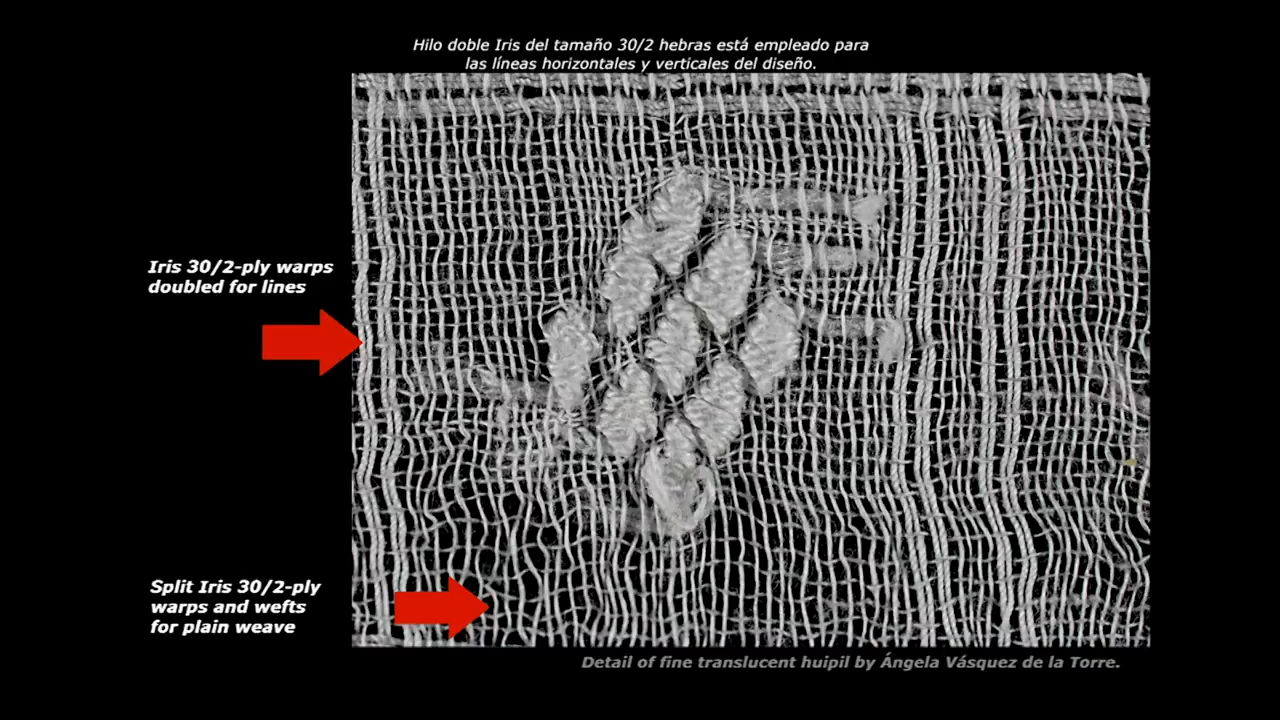 Hilo doble Iris del tamaño 30/2 hebras está empleado para
las líneas horizontales y verticales del diseño.
Iris 30/2-ply warps
doubled for lines
Split Iris 30/2-ply
warps and wefts
for plain weave
Detail of fine translucent huipil by Ángela Vásquez de la Torre.